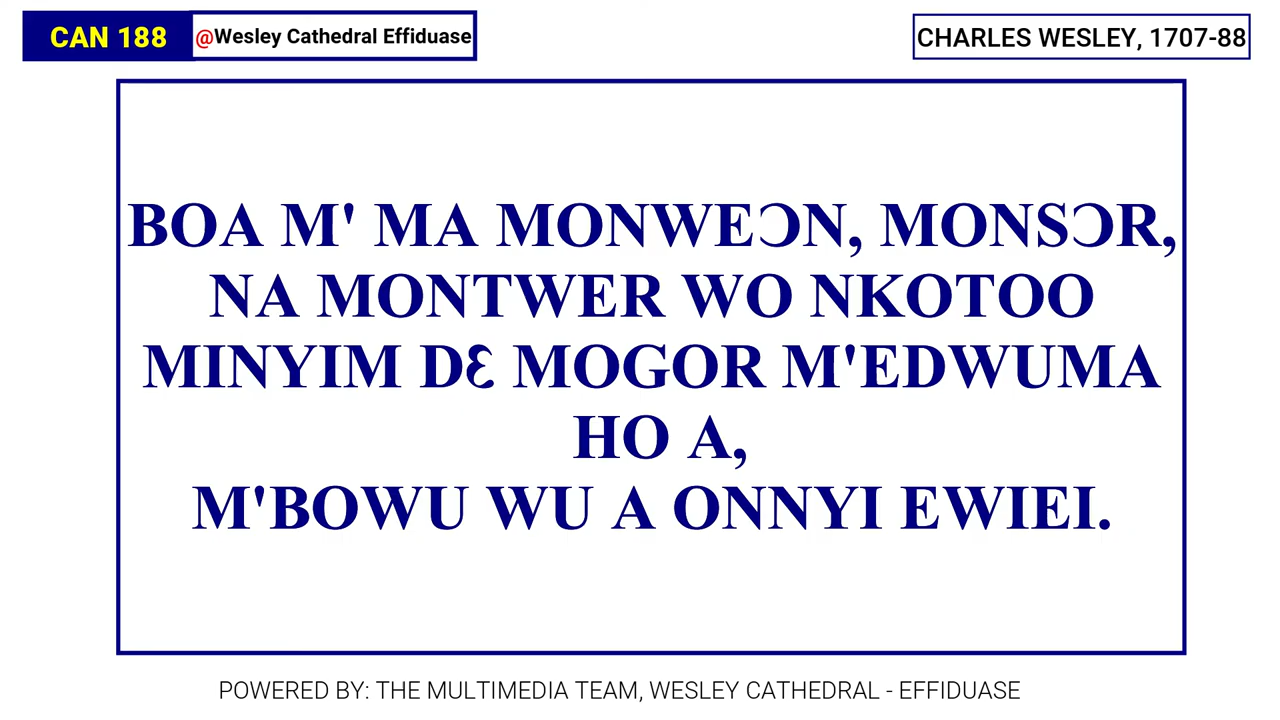 CAN 188
@Wesley Cathedral Effiduase
CHARLES WESLEY, 1707-88
BOA M' MA MONWEƆN, MONSƆR,
NA MONTWER WO NKOTOO
MINYIM DƐ MOGOR M'EDWUMA
HO A,
M'BOWU WU A ONNYI EWIEI.
POWERED BY: THE MULTIMEDIA TEAM, WESLEY CATHEDRAL - EFFIDUASE